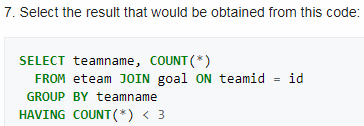 7. Select the result that would be obtained from this code:
SELECT teamname, COUNT(*)
FROM eteam JOIN goal ON teamid = id
GROUP BY teamname
HAVING COUNT(*) < 3